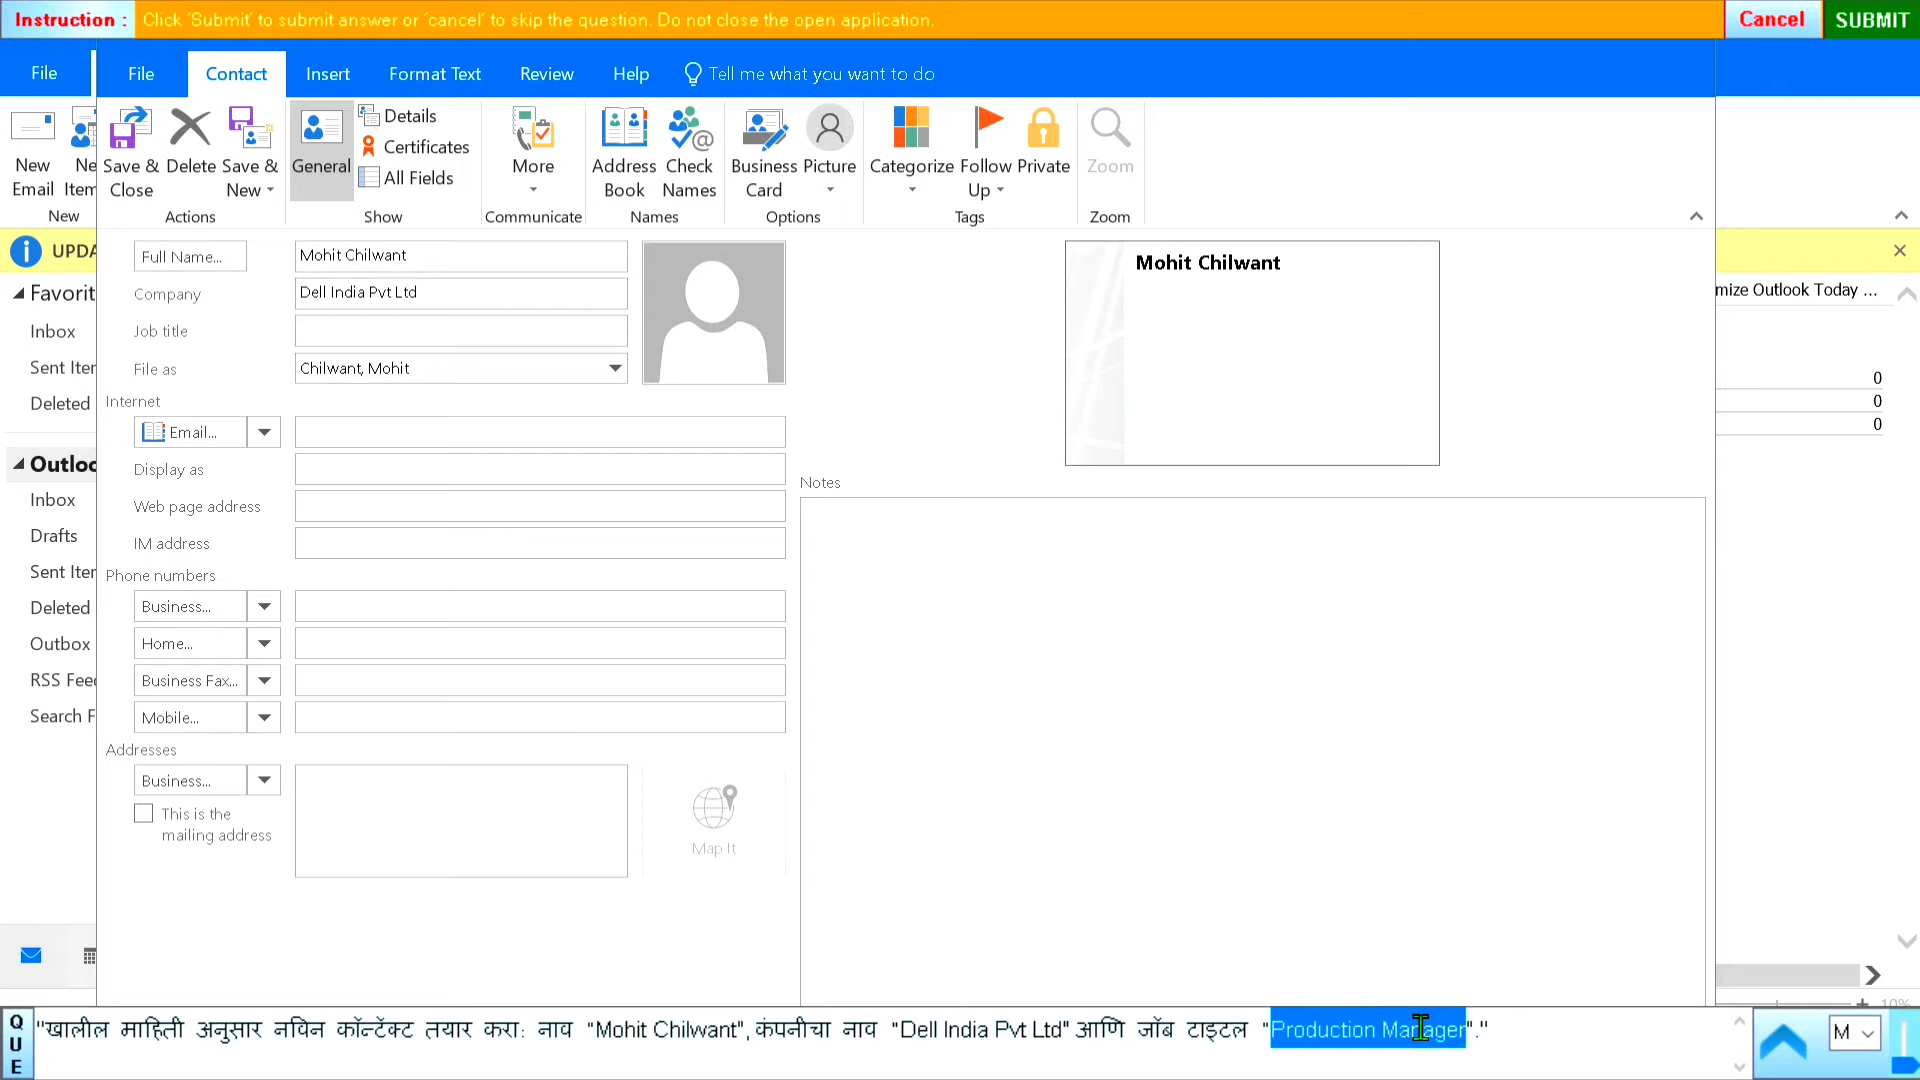 Instruction : Click 'Submit' to submit answer or 'cancel' to skip the question. Do not close the open application. Cancel SUBMIT
File File Contact Insert Format Text Review Help Tell me what you want to do
New Email
Save & Close Delete Save & New
General Details
Certificates
All Fields
More
Address Book Check Names
Business Card Picture
Categorize Follow Up Private
Zoom
New Actions Show Communicate Names Options Tags Zoom
Full Name... Mohit Chilwant
Mohit Chilwant
Company Dell India Pvt Ltd
mize Outlook Today ...
Job title
Inbox
File as Chilwant, Mohit
0
0
0
Internet
Deleted
Email...
Display as
Notes
Inbox
Web page address
Drafts
IM address
Phone numbers
Deleted
Business...
Outbox
Home...
Business Fax...
Mobile...
Addresses
Business...
This is the
mailing address
Map It
10%
QUE
"खालील माहिती अनुसार नविन कॉन्टॅक्ट तयार करा: नाव "Mohit Chilwant", कंपनीचा नाव "Dell India Pvt Ltd" आणि जॉब टाइटल "Production Manager"."
M